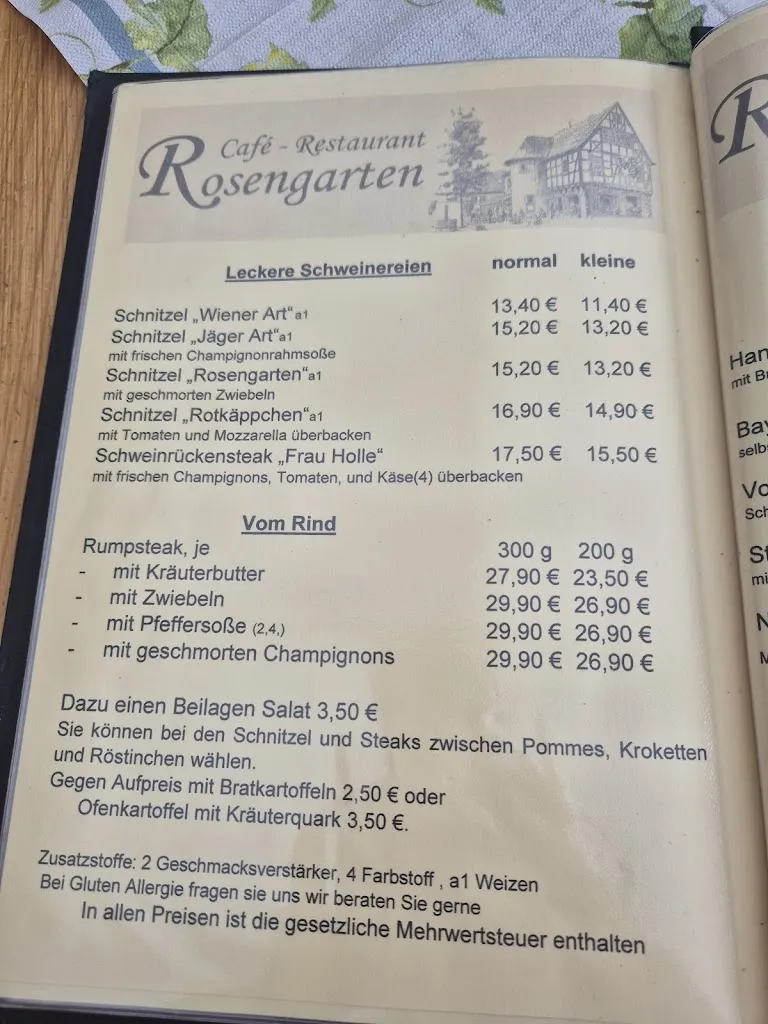 Café - Restaurant
Rosengarten
Leckere Schweinereien normal kleine
Schnitzel „Wiener Art“a1 13,40 € 11,40 €
Schnitzel „Jäger Art“a1 15,20 € 13,20 €
mit frischen Champignonrahmsoße
Schnitzel „Rosengarten“a1 15,20 € 13,20 €
mit geschmorten Zwiebeln
Schnitzel „Rotkäppchen“a1 16,90 € 14,90 €
mit Tomaten und Mozzarella überbacken
Schweinrückensteak „Frau Holle“ 17,50 € 15,50 €
mit frischen Champignons, Tomaten, und Käse(4) überbacken
Vom Rind
Rumpsteak, je 300 g 200 g
- mit Kräuterbutter 27,90 € 23,50 €
- mit Zwiebeln 29,90 € 26,90 €
- mit Pfeffersoße (2,4,) 29,90 € 26,90 €
- mit geschmorten Champignons 29,90 € 26,90 €
Dazu einen Beilagen Salat 3,50 €
Sie können bei den Schnitzel und Steaks zwischen Pommes, Kroketten
und Röstinchen wählen.
Gegen Aufpreis mit Bratkartoffeln 2,50 € oder
Ofenkartoffel mit Kräuterquark 3,50 €.
Zusatzstoffe: 2 Geschmacksverstärker, 4 Farbstoff , a1 Weizen
Bei Gluten Allergie fragen sie uns wir beraten Sie gerne
In allen Preisen ist die gesetzliche Mehrwertsteuer enthalten